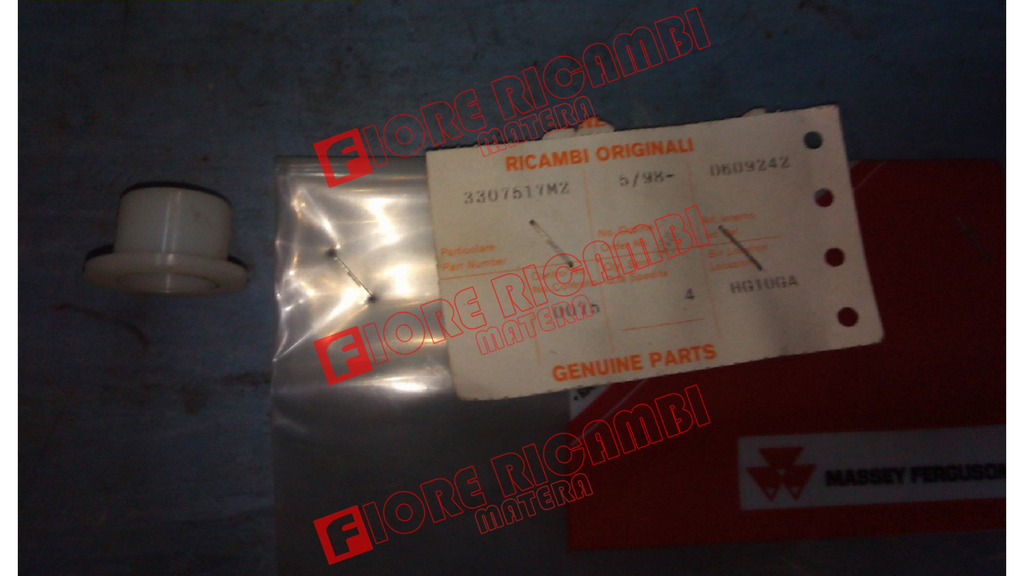 FIORE RICAMBI
MATERA
RICAMBI ORIGINALI
3307517M2 5/98- 0609242
Particolare
Part Number
0075 4 HG10GA
GENUINE PARTS
FIORE RICAMBI
MATERA
MASSEY FERGUSON
FIORE RICAMBI
MATERA